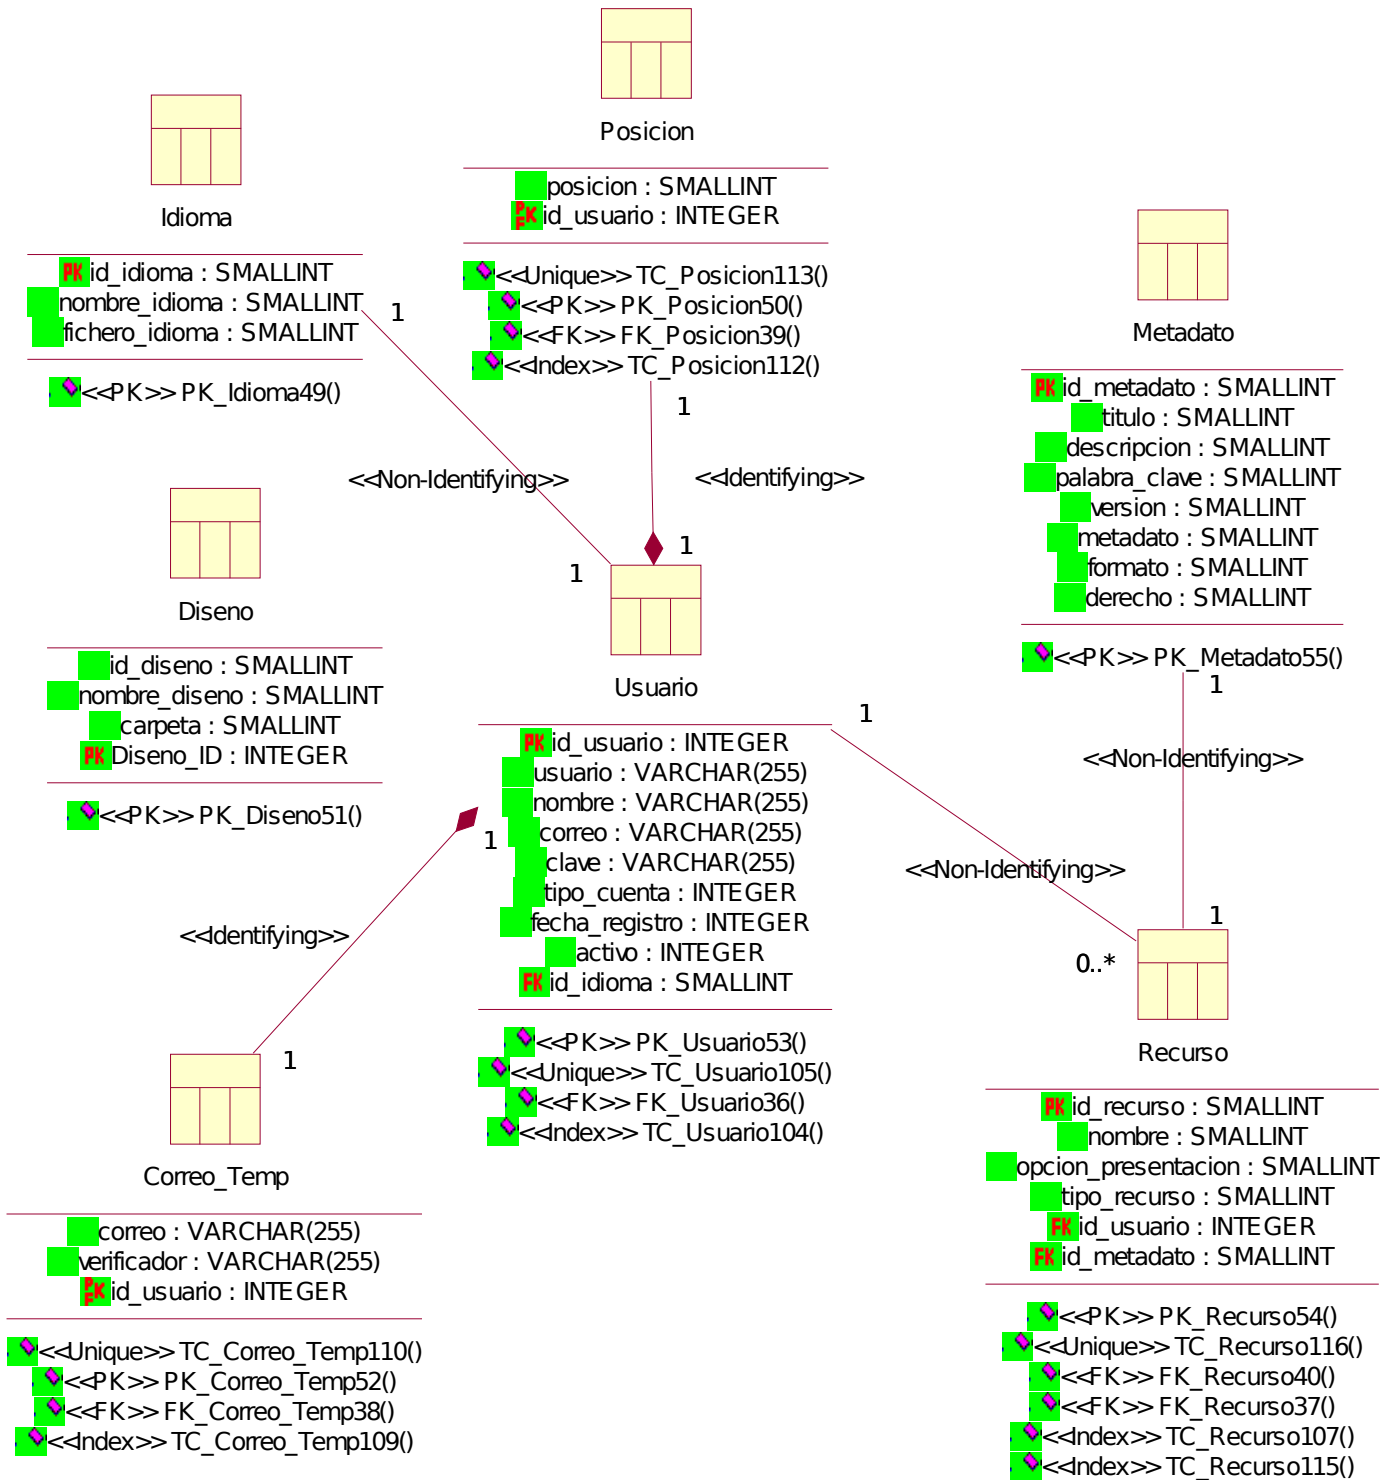 Posicion
posicion : SMALLINT
PFK id_usuario : INTEGER
<<Unique>> TC_Posicion113()
<<PK>> PK_Posicion50()
<<FK>> FK_Posicion39()
<<Index>> TC_Posicion112()
Idioma
PK id_idioma : SMALLINT
nombre_idioma : SMALLINT
fichero_idioma : SMALLINT
<<PK>> PK_Idioma49()
1
<<Non-Identifying>>
1
1
<<Identifying>>
1
Metadato
PK id_metadato : SMALLINT
titulo : SMALLINT
descripcion : SMALLINT
palabra_clave : SMALLINT
version : SMALLINT
metadato : SMALLINT
formato : SMALLINT
derecho : SMALLINT
<<PK>> PK_Metadato55()
1
<<Non-Identifying>>
1
Diseno
id_diseno : SMALLINT
nombre_diseno : SMALLINT
carpeta : SMALLINT
PK Diseno_ID : INTEGER
<<PK>> PK_Diseno51()
Usuario
PK id_usuario : INTEGER
usuario : VARCHAR(255)
nombre : VARCHAR(255)
correo : VARCHAR(255)
clave : VARCHAR(255)
tipo_cuenta : INTEGER
fecha_registro : INTEGER
activo : INTEGER
FK id_idioma : SMALLINT
<<PK>> PK_Usuario53()
<<Unique>> TC_Usuario105()
<<FK>> FK_Usuario36()
<<Index>> TC_Usuario104()
1
<<Non-Identifying>>
0..*
1
<<Identifying>>
1
Correo_Temp
correo : VARCHAR(255)
verificador : VARCHAR(255)
PFK id_usuario : INTEGER
<<Unique>> TC_Correo_Temp110()
<<PK>> PK_Correo_Temp52()
<<FK>> FK_Correo_Temp38()
<<Index>> TC_Correo_Temp109()
Recurso
PK id_recurso : SMALLINT
nombre : SMALLINT
opcion_presentacion : SMALLINT
tipo_recurso : SMALLINT
FK id_usuario : INTEGER
FK id_metadato : SMALLINT
<<PK>> PK_Recurso54()
<<Unique>> TC_Recurso116()
<<FK>> FK_Recurso40()
<<FK>> FK_Recurso37()
<<Index>> TC_Recurso107()
<<Index>> TC_Recurso115()